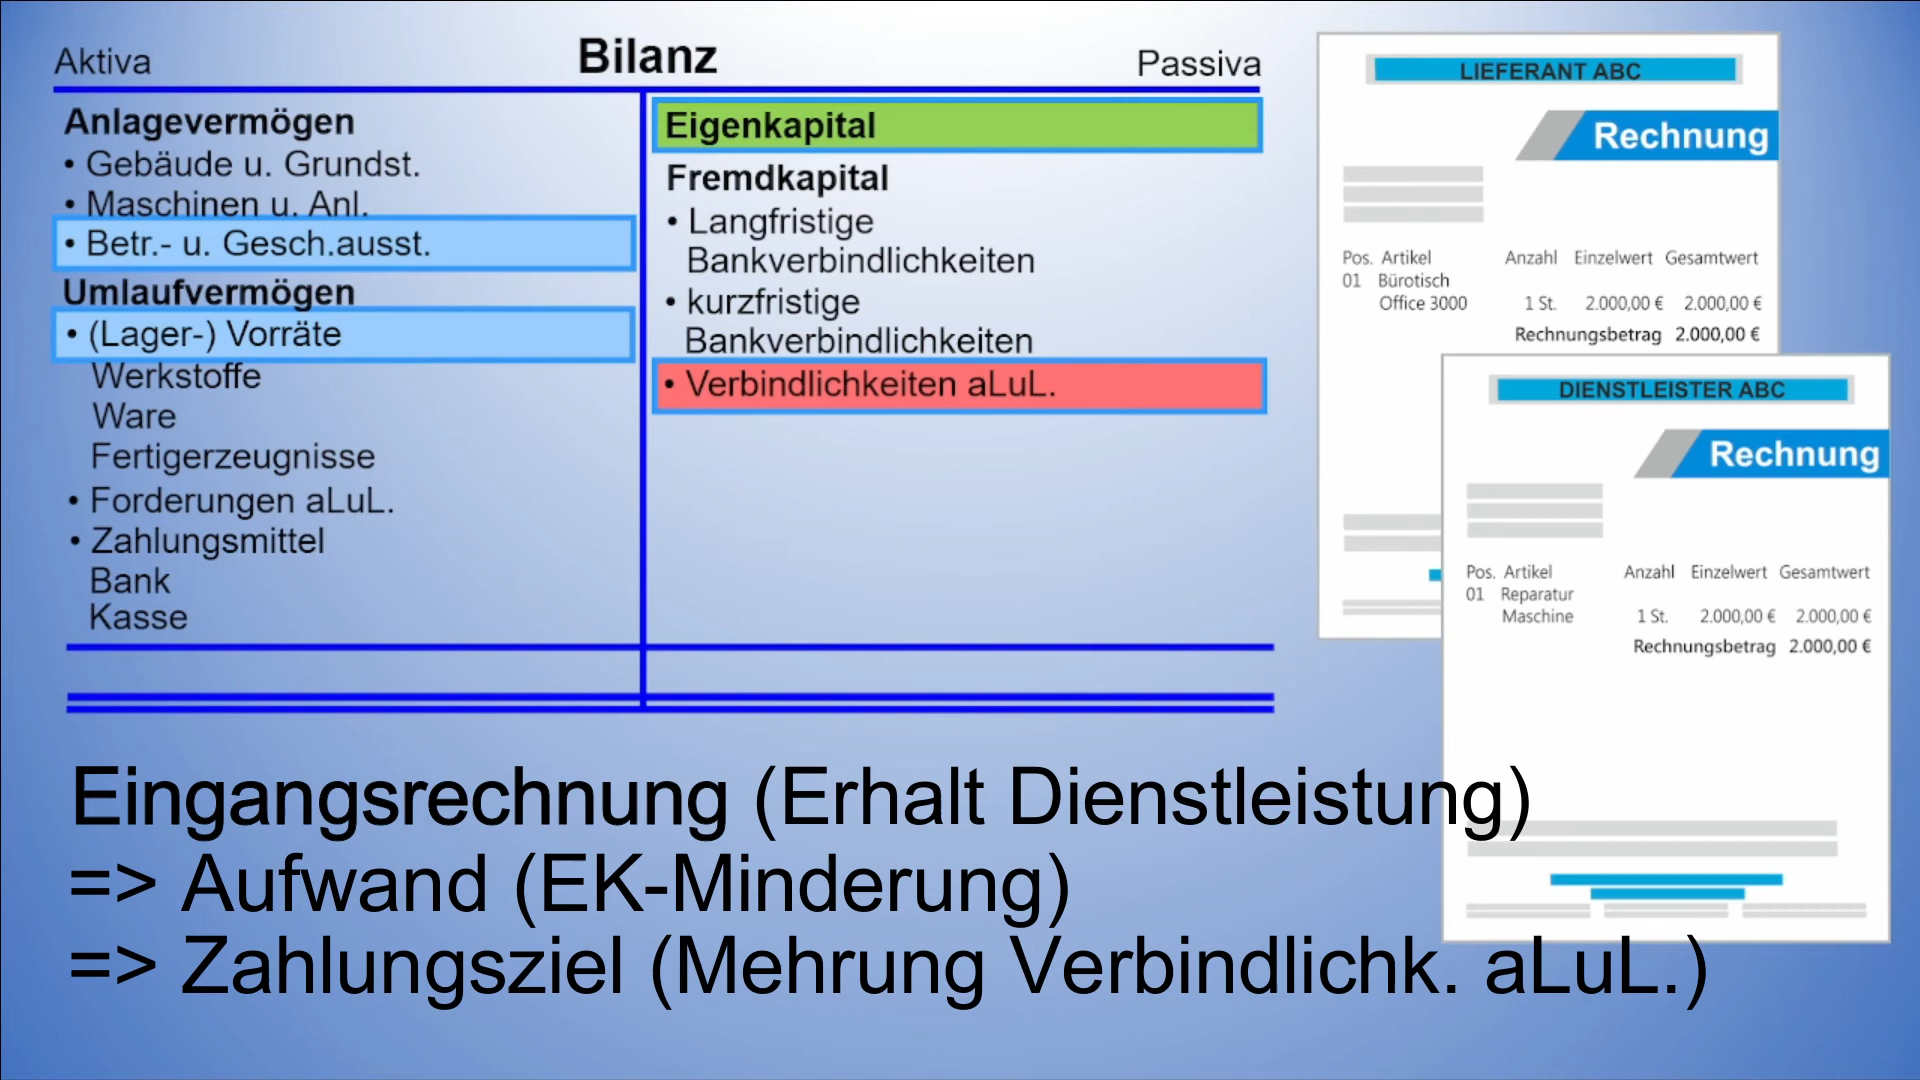 Aktiva
Bilanz
Passiva
Anlagevermögen
• Gebäude u. Grundst.
• Maschinen u. Anl.
• Betr.- u. Gesch.ausst.
Umlaufvermögen
• (Lager-) Vorräte
Werkstoffe
Ware
Fertigerzeugnisse
• Forderungen aLuL.
• Zahlungsmittel
Bank
Kasse
Eigenkapital
Fremdkapital
• Langfristige
Bankverbindlichkeiten
• kurzfristige
Bankverbindlichkeiten
• Verbindlichkeiten aLuL.
LIEFERANT ABC
Rechnung
Pos. Artikel Anzahl Einzelwert Gesamtwert
01 Bürotisch
Office 3000 1 St. 2.000,00 € 2.000,00 €
Rechnungsbetrag 2.000,00 €
DIENSTLEISTER ABC
Rechnung
Pos. Artikel Anzahl Einzelwert Gesamtwert
01 Reparatur
Maschine 1 St. 2.000,00 € 2.000,00 €
Rechnungsbetrag 2.000,00 €
Eingangsrechnung (Erhalt Dienstleistung)
=> Aufwand (EK-Minderung)
=> Zahlungsziel (Mehrung Verbindlichk. aLuL.)